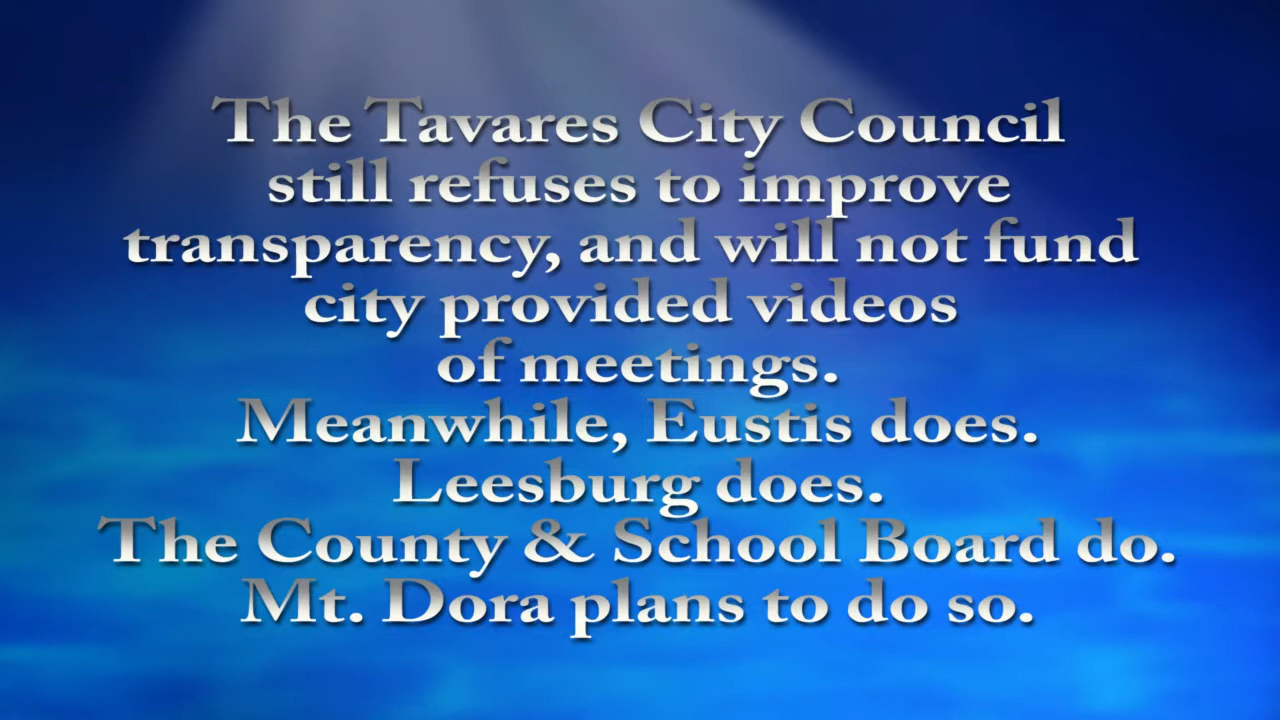 The Tavares City Council
still refuses to improve
transparency, and will not fund
city provided videos
of meetings.
Meanwhile, Eustis does.
Leesburg does.
The County & School Board do.
Mt. Dora plans to do so.